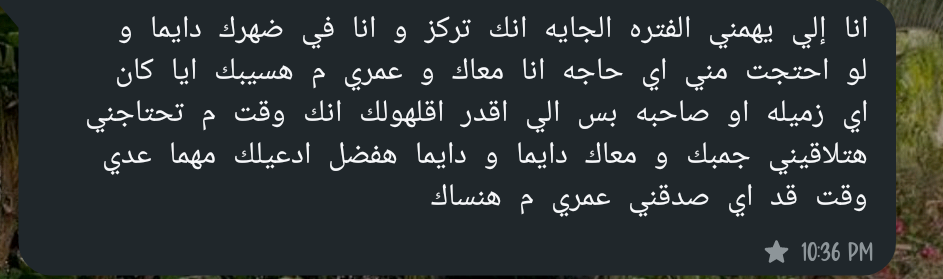 انا إلي يهمني الفتره الجايه انك تركز و انا في ضهرك دايما و
لو احتجت مني اي حاجه انا معاك و عمري م هسيبك ايا كان
اي زميله او صاحبه بس الي اقدر اقلهولك انك وقت م تحتاجني
هتلاقيني جمبك و معاك دايما و دايما هفضل ادعيلك مهما عدي
وقت قد اي صدقني عمري م هنساك
10:36 PM